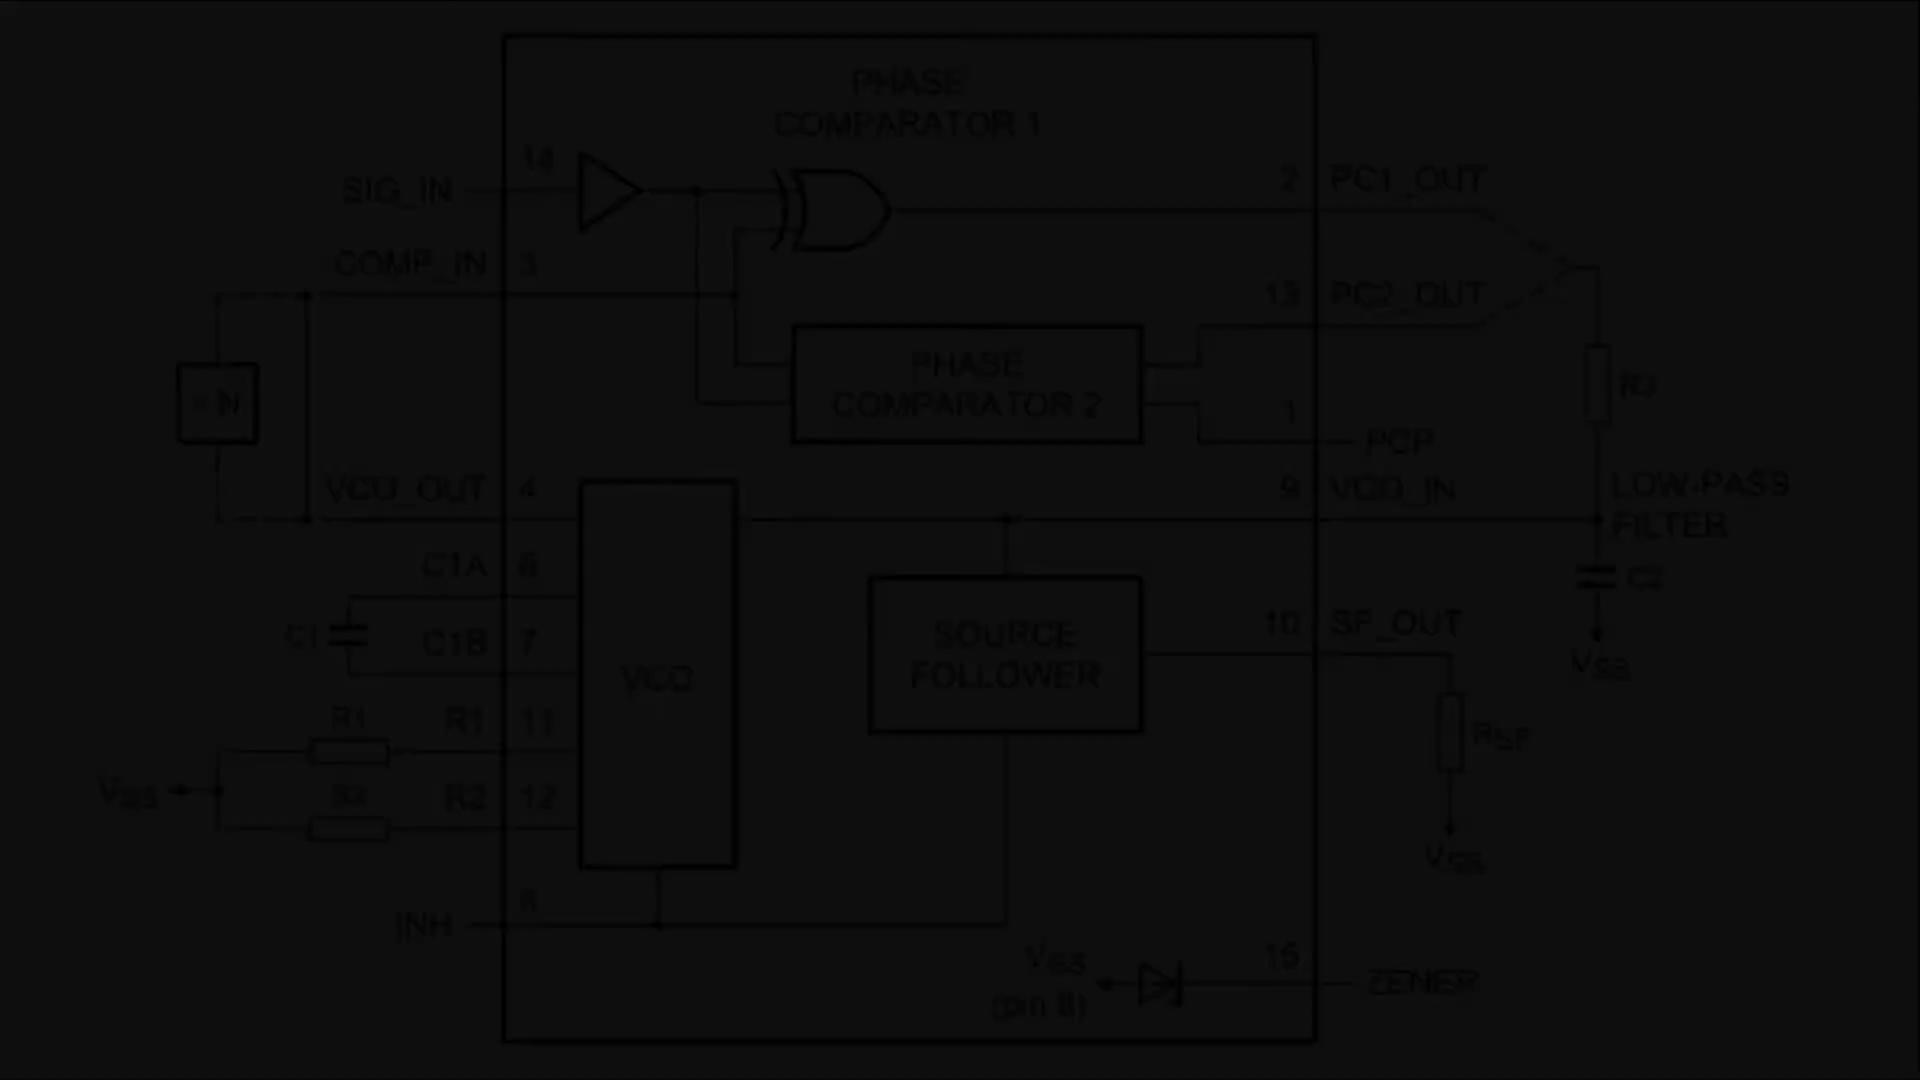 PHASE
COMPARATOR 1
14
SIG_IN
2
PC1_OUT
COMP_IN
3
13
PC2_OUT
÷ N
PHASE
COMPARATOR 2
R3
1
PCP
VCO_OUT
4
9
VCO_IN
LOW-PASS
FILTER
C1A
6
C2
C1
C1B
7
SOURCE
FOLLOWER
10
SF_OUT
VSS
VCO
R1
R1
11
RSF
VSS
R2
R2
12
VSS
INH
VSS
(pin 8)
15
ZENER